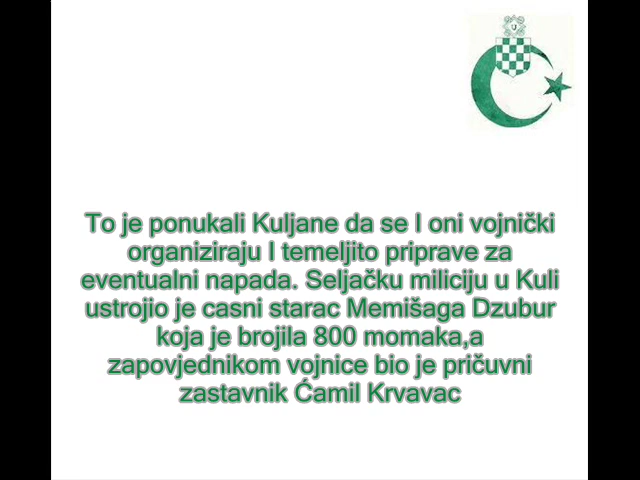 To je ponukali Kuljane da se I oni vojnički
organiziraju I temeljito priprave za
eventualni napada. Seljačku miliciju u Kuli
ustrojio je casni starac Memišaga Dzubur
koja je brojila 800 momaka,a
zapovjednikom vojnice bio je pričuvni
zastavnik Ćamil Krvavac